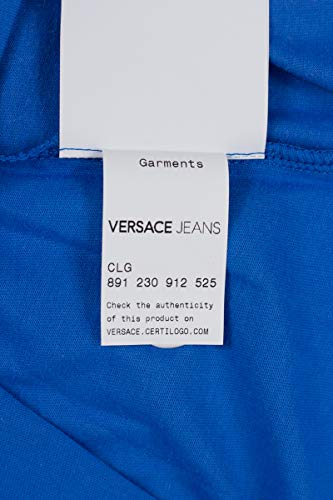 Garments
VERSACE JEANS
CLG
891 230 912 525
Check the authenticity
of this product on
VERSACE.CERTILOGO.COM